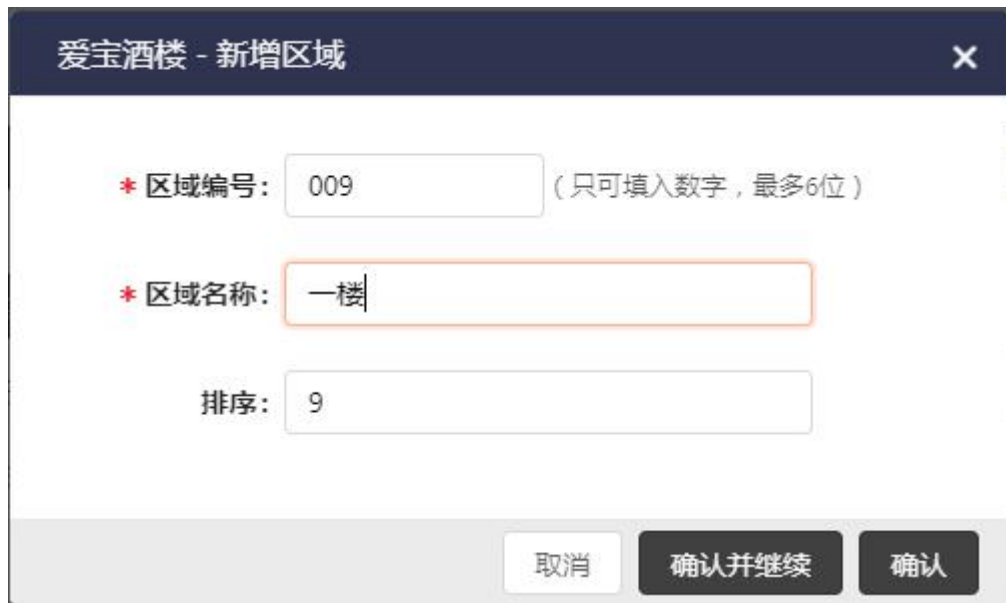 爱宝酒楼 - 新增区域
* 区域编号: 009 (只可填入数字,最多6位)
* 区域名称: 一楼
排序: 9
取消 确认并继续 确认